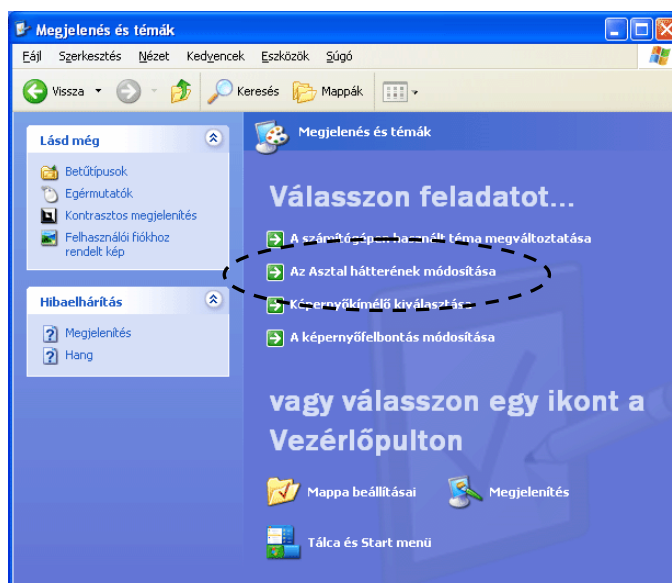 Megjelenés és témák
Fájl Szerkesztés Nézet Kedvencek Eszközök Súgó
Vissza Keresés Mappák
Lásd még
Betűtípusok
Egérmutatók
Kontrasztos megjelenítés
Felhasználói fiókhoz
rendelt kép
Hibaelhárítás
Megjelenítés
Hang
Megjelenés és témák
Válasszon feladatot...
A számítógépen használt téma megváltoztatása
Az Asztal hátterének módosítása
Képernyőkímélő kiválasztása
A képernyőfelbontás módosítása
vagy válasszon egy ikont a
Vezérlőpulton
Mappa beállításai Megjelenítés
Tálca és Start menü